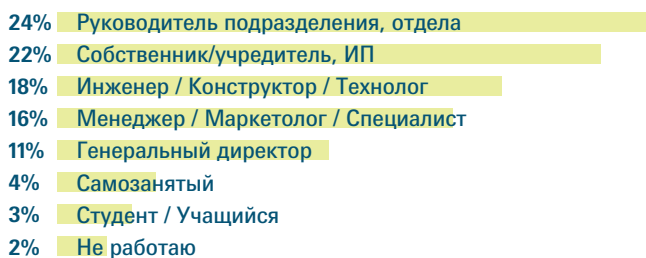 24% Руководитель подразделения, отдела
22% Собственник/учредитель, ИП
18% Инженер / Конструктор / Технолог
16% Менеджер / Маркетолог / Специалист
11% Генеральный директор
4% Самозанятый
3% Студент / Учащийся
2% Не работаю